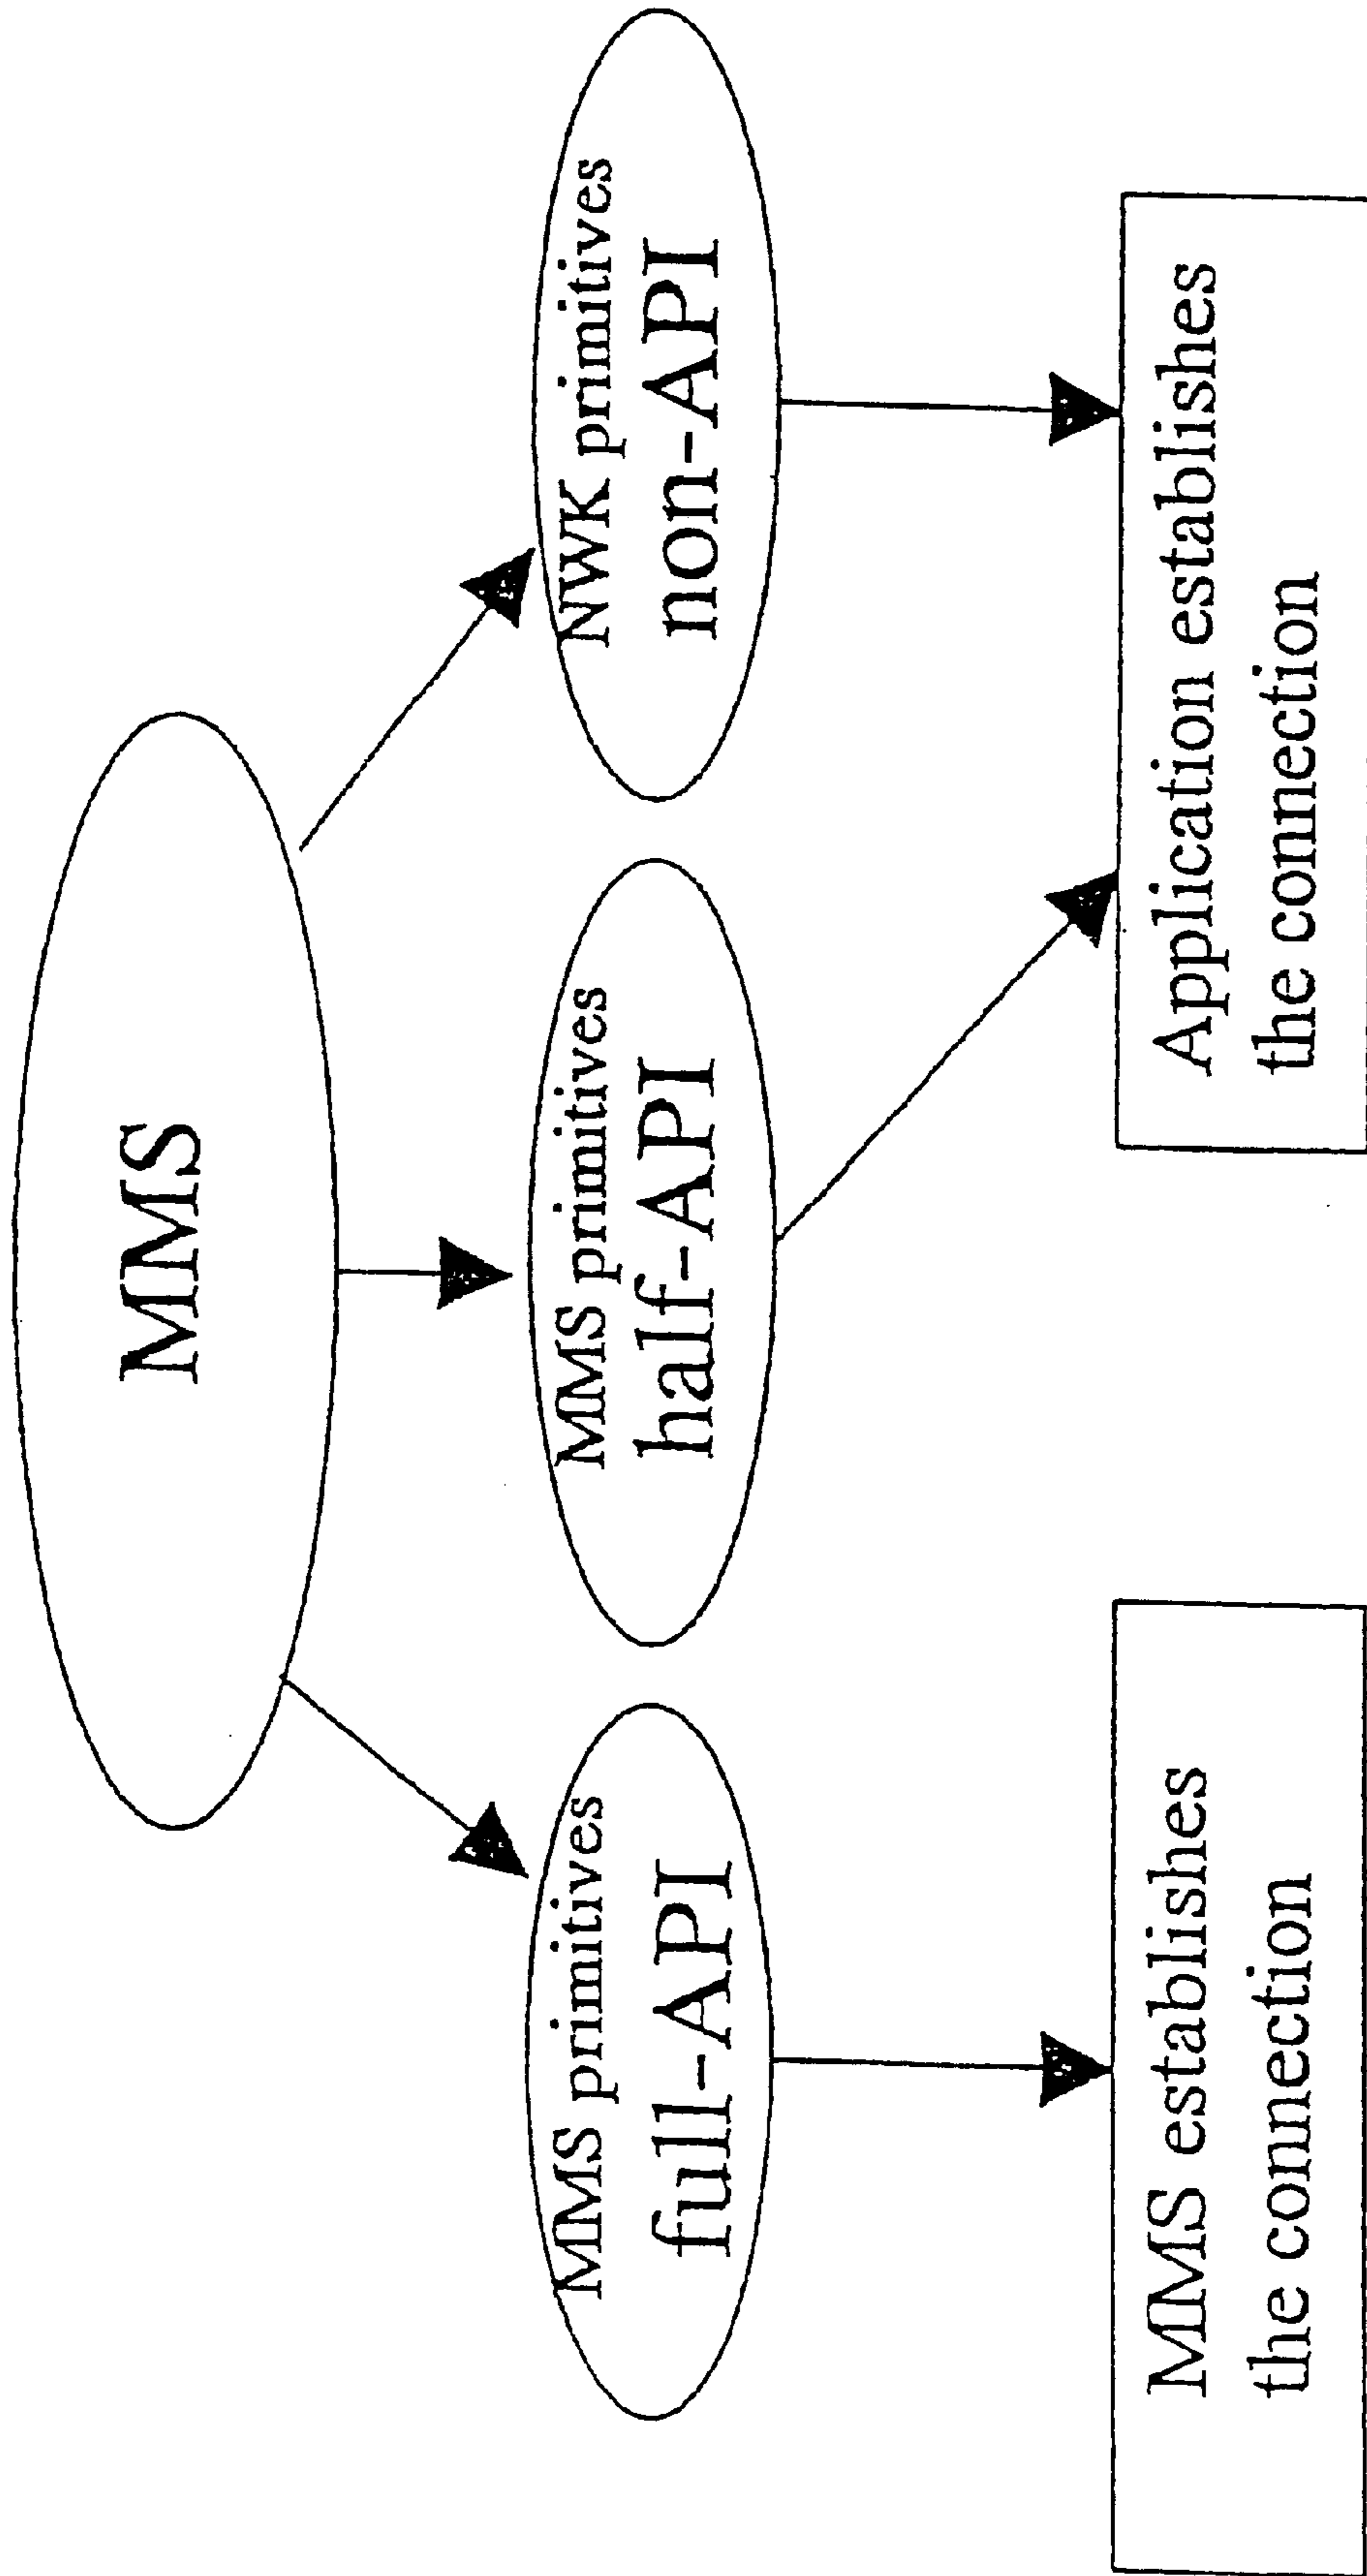 MMS
MMS primitives
full-API
MMS primitives
half-API
NWK primitives
non-API
MMS establishes
the connection
Application establishes
the connection